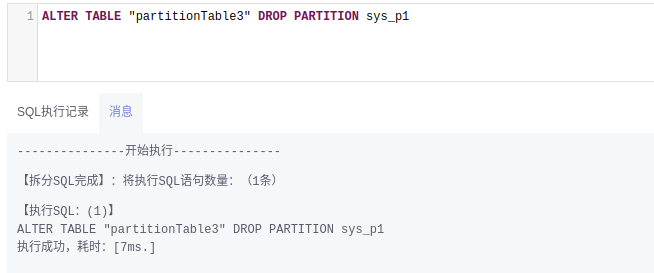 1 ALTER TABLE "partitionTable3" DROP PARTITION sys_p1
SQL执行记录 消息
---------------开始执行---------------
【拆分SQL完成】：将执行SQL语句数量：（1条）
【执行SQL：(1)】
ALTER TABLE "partitionTable3" DROP PARTITION sys_p1
执行成功，耗时：[7ms.]